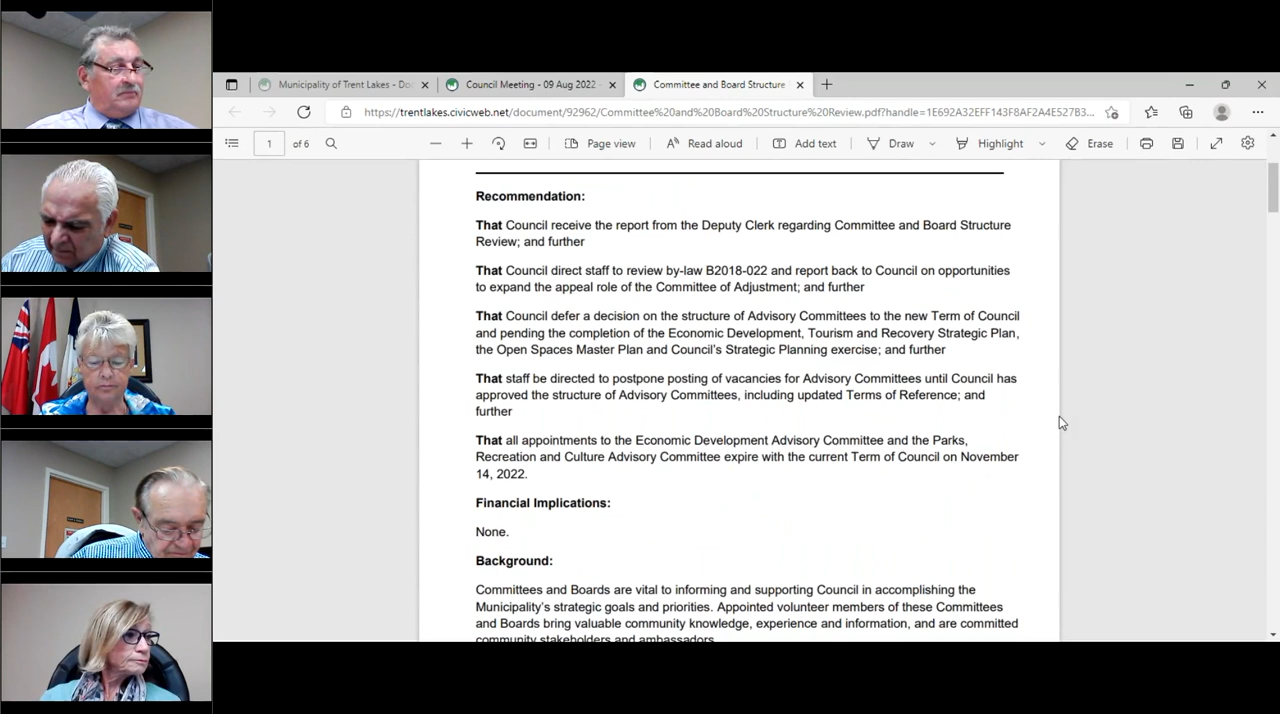 Municipality of Trent Lakes - Doc
Council Meeting - 09 Aug 2022 -
Committee and Board Structure
https://trentlakes.civicweb.net/document/92962/Committee%20and%20Board%20Structure%20Review.pdf?handle=1E692A32EFF143F8AF2A4E527B3...
1 of 6
Page view
Read aloud
Add text
Draw
Highlight
Erase
Recommendation:
That Council receive the report from the Deputy Clerk regarding Committee and Board Structure
Review; and further
That Council direct staff to review by-law B2018-022 and report back to Council on opportunities
to expand the appeal role of the Committee of Adjustment; and further
That Council defer a decision on the structure of Advisory Committees to the new Term of Council
and pending the completion of the Economic Development, Tourism and Recovery Strategic Plan,
the Open Spaces Master Plan and Council's Strategic Planning exercise; and further
That staff be directed to postpone posting of vacancies for Advisory Committees until Council has
approved the structure of Advisory Committees, including updated Terms of Reference; and
further
That all appointments to the Economic Development Advisory Committee and the Parks,
Recreation and Culture Advisory Committee expire with the current Term of Council on November
14, 2022.
Financial Implications:
None.
Background:
Committees and Boards are vital to informing and supporting Council in accomplishing the
Municipality's strategic goals and priorities. Appointed volunteer members of these Committees
and Boards bring valuable community knowledge, experience and information, and are committed
community stakeholders and ambassadors.